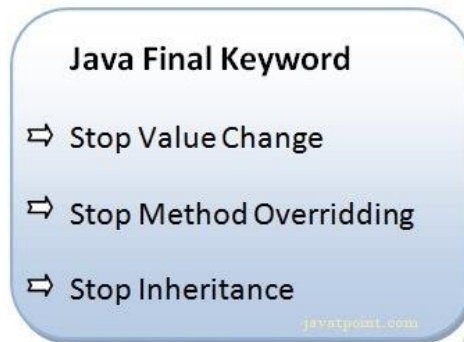 Java Final Keyword
Stop Value Change
Stop Method Overridding
Stop Inheritance
javatpoint.com